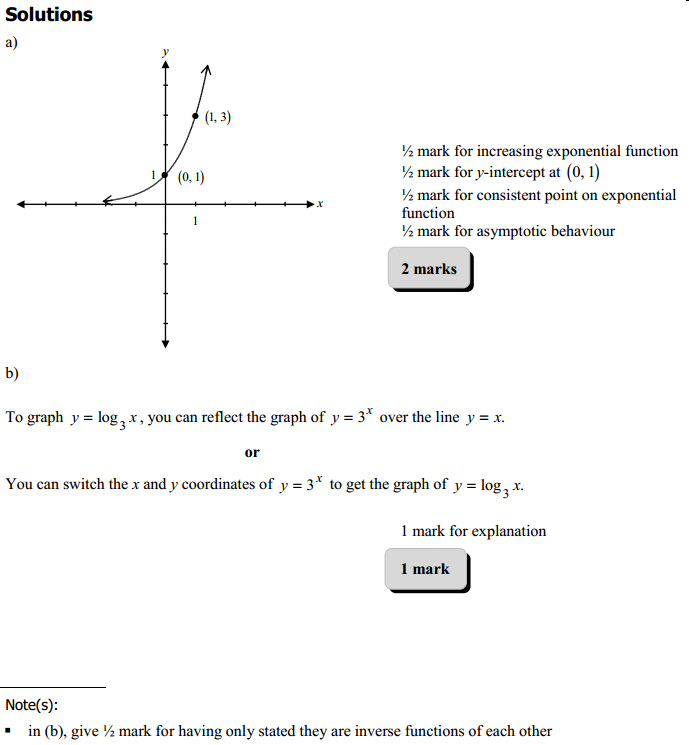 Solutions
a)
y
(1, 3)
1
(0, 1)
x
1
½ mark for increasing exponential function
½ mark for y-intercept at (0, 1)
½ mark for consistent point on exponential
function
½ mark for asymptotic behaviour
2 marks
b)
To graph y = log₃ x, you can reflect the graph of y = 3ˣ over the line y = x.
or
You can switch the x and y coordinates of y = 3ˣ to get the graph of y = log₃ x.
1 mark for explanation
1 mark
Note(s):
▪ in (b), give ½ mark for having only stated they are inverse functions of each other